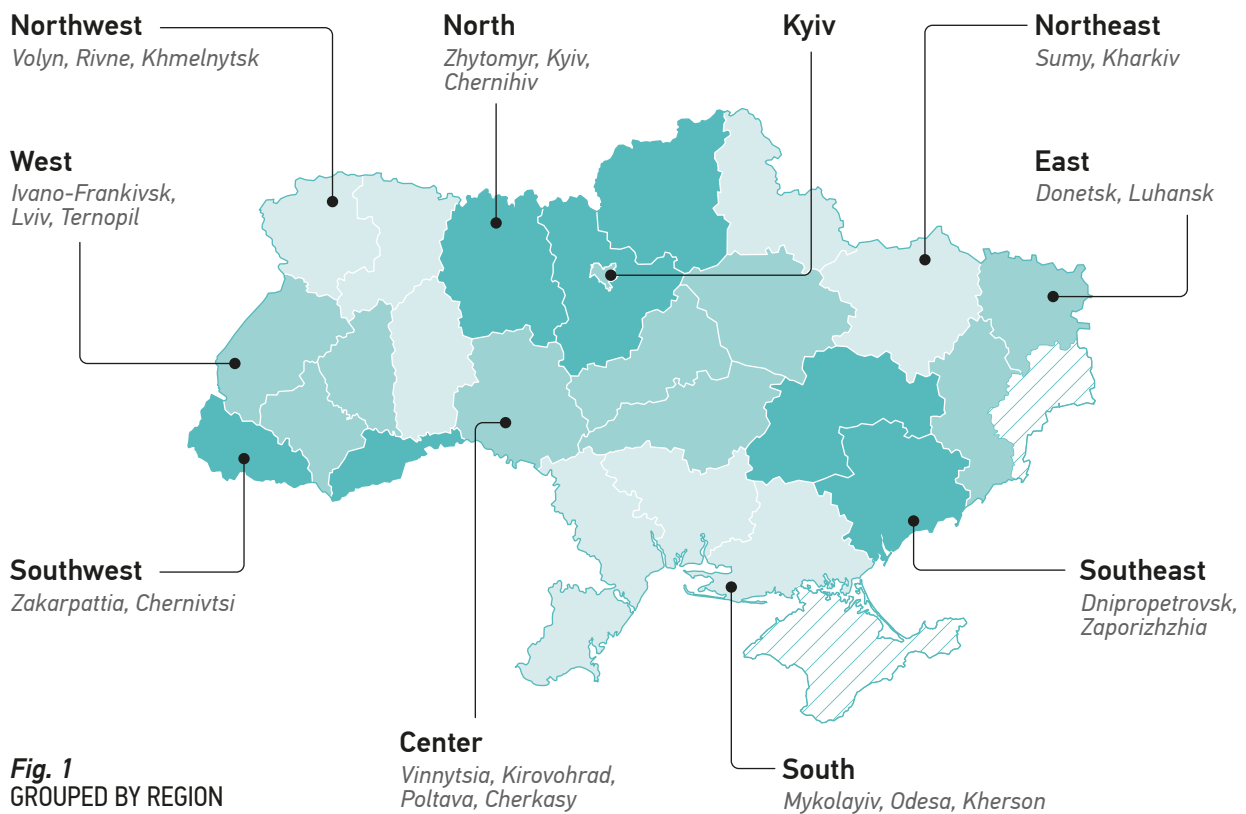 Northwest
Volyn, Rivne, Khmelnytsk
North
Zhytomyr, Kyiv,
Chernihiv
Kyiv
Northeast
Sumy, Kharkiv
West
Ivano-Frankivsk,
Lviv, Ternopil
East
Donetsk, Luhansk
Southwest
Zakarpattia, Chernivtsi
Southeast
Dnipropetrovsk,
Zaporizhzhia
Center
Vinnytsia, Kirovohrad,
Poltava, Cherkasy
South
Mykolayiv, Odesa, Kherson
Fig. 1
GROUPED BY REGION